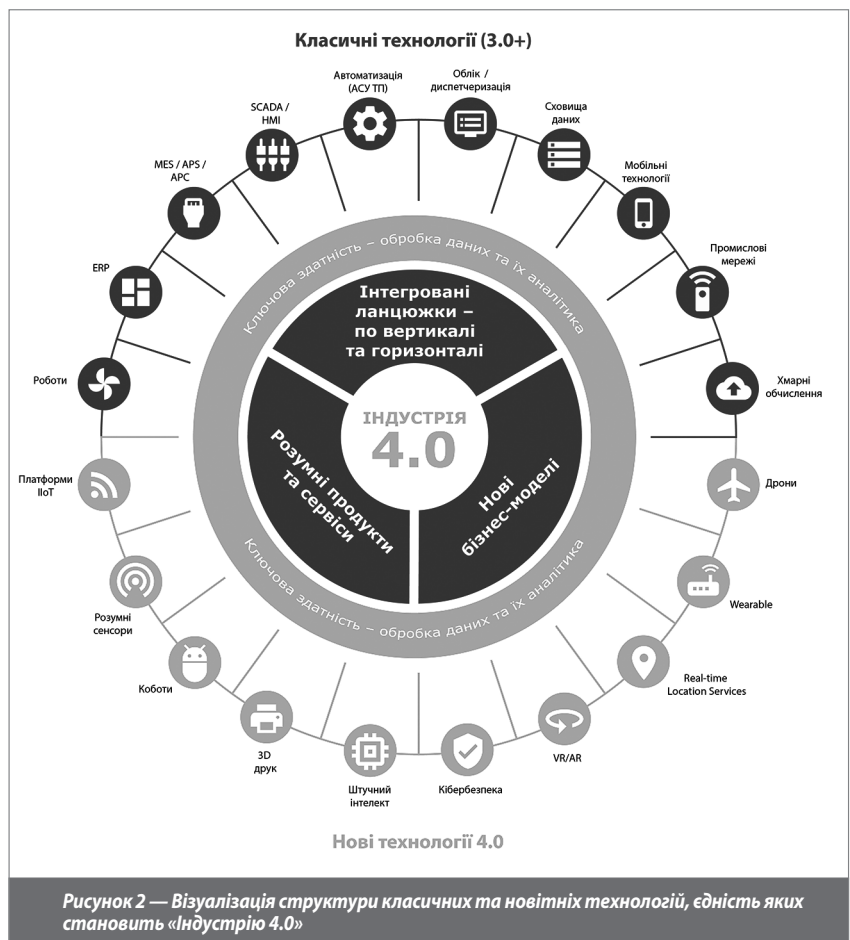 Класичні технології (3.0+)
Автоматизація
(АСУ ТП)
Облік /
диспетчеризація
SCADA /
HMI
Сховища
даних
MES / APS /
APC
Мобільні
технології
ERP
Промислові
мережі
Роботи
Хмарні
обчислення
Ключова здатність – обробка даних та їх аналітика
Інтегровані
ланцюжки –
по вертикалі
та горизонталі
ІНДУСТРІЯ
4.0
Розумні продукти
та сервіси
Нові
бізнес-моделі
Ключова здатність – обробка даних та їх аналітика
Платформи
IIoT
Дрони
Розумні
сенсори
Wearable
Коботи
Real-time
Location Services
3D
друк
VR/AR
Штучний
інтелект
Кібербезпека
Нові технології 4.0
Рисунок 2 — Візуалізація структури класичних та новітніх технологій, єдність яких
становить «Індустрію 4.0»